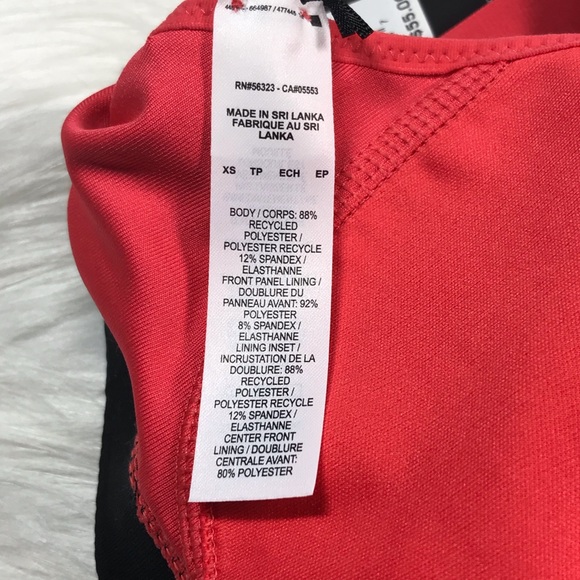 RN#56323 - CA#05553
MADE IN SRI LANKA
FABRIQUE AU SRI
LANKA
XS TP ECH EP
BODY / CORPS: 88%
RECYCLED
POLYESTER /
POLYESTER RECYCLE
12% SPANDEX /
ELASTHANNE
FRONT PANEL LINING /
DOUBLURE DU
PANNEAU AVANT: 92%
POLYESTER
8% SPANDEX /
ELASTHANNE
LINING INSET /
INCRUSTATION DE LA
DOUBLURE: 88%
RECYCLED
POLYESTER /
POLYESTER RECYCLE
12% SPANDEX /
ELASTHANNE
CENTER FRONT
LINING / DOUBLURE
CENTRALE AVANT:
80% POLYESTER